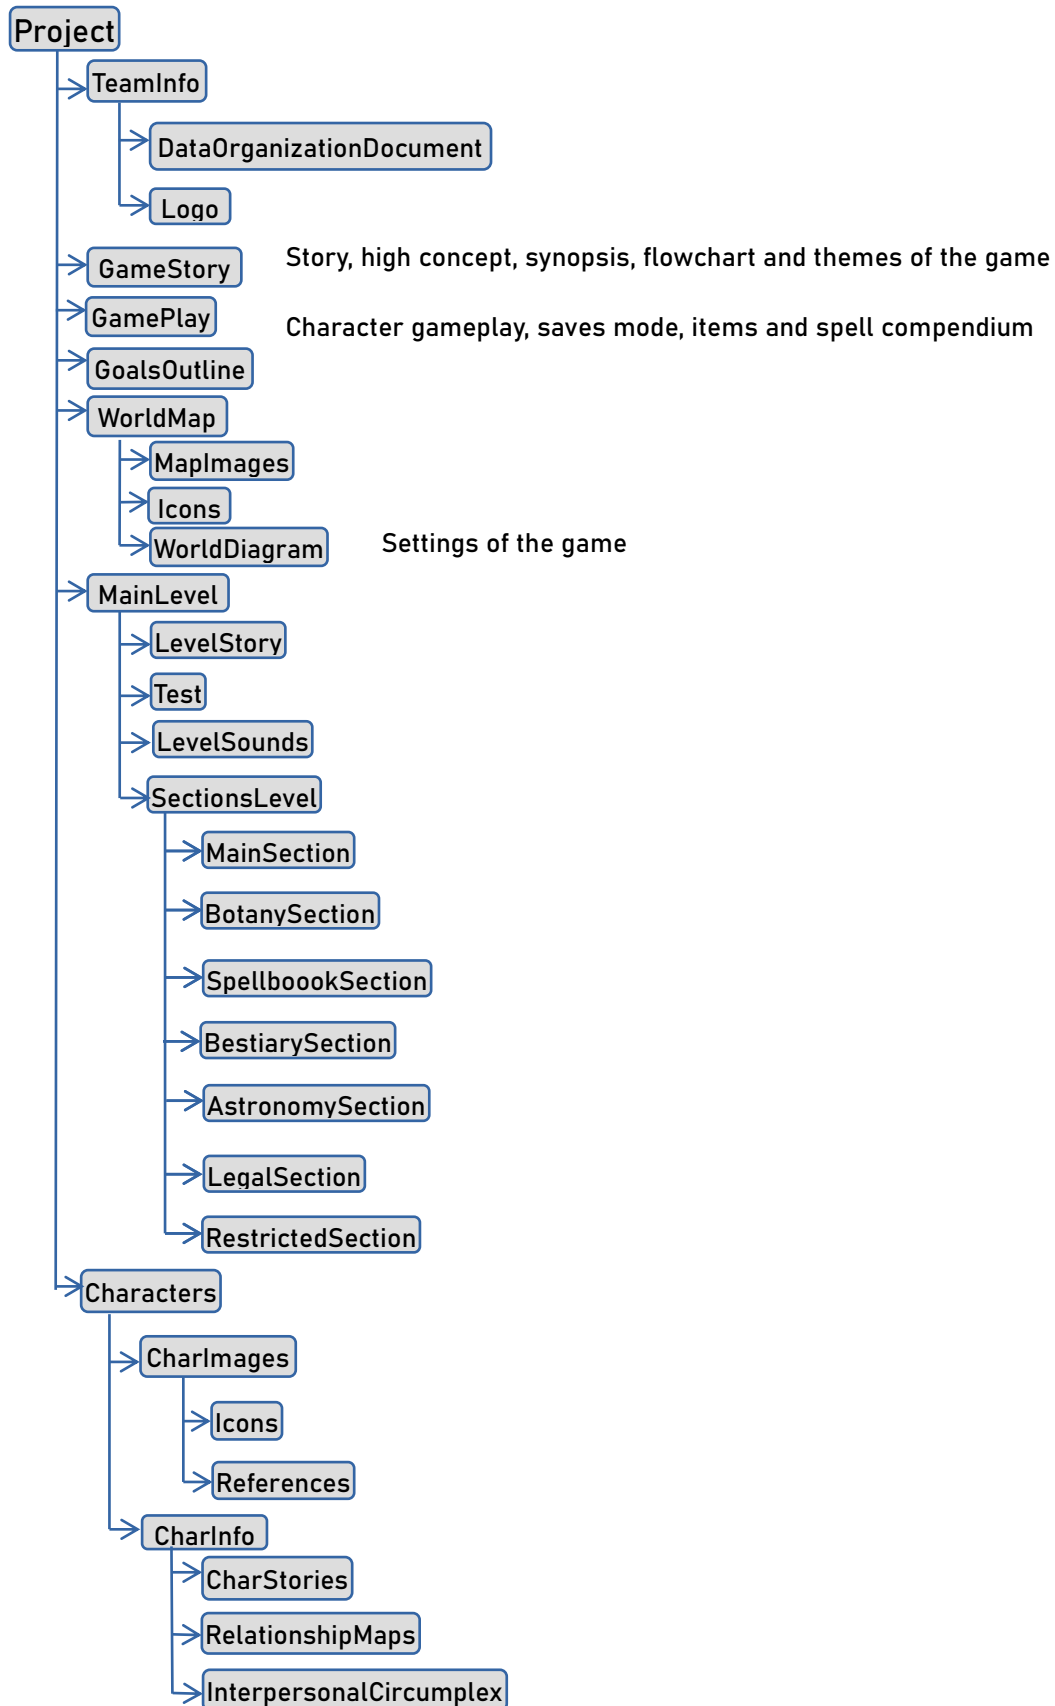 Project
TeamInfo
DataOrganizationDocument
Logo
GameStory
Story, high concept, synopsis, flowchart and themes of the game
GamePlay
Character gameplay, saves mode, items and spell compendium
GoalsOutline
WorldMap
MapImages
Icons
WorldDiagram
Settings of the game
MainLevel
LevelStory
Test
LevelSounds
SectionsLevel
MainSection
BotanySection
SpellboookSection
BestiarySection
AstronomySection
LegalSection
RestrictedSection
Characters
CharImages
Icons
References
CharInfo
CharStories
RelationshipMaps
InterpersonalCircumplex